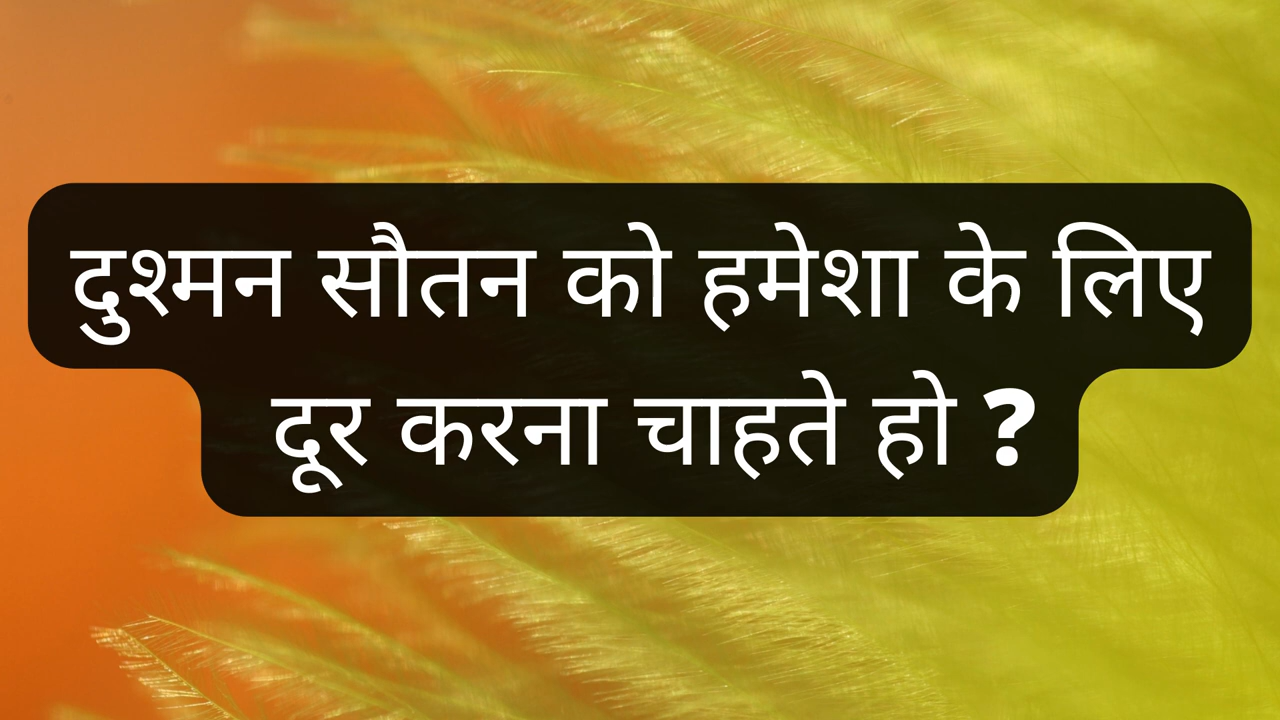 दुश्मन सौतन को हमेशा के लिए
दूर करना चाहते हो ?